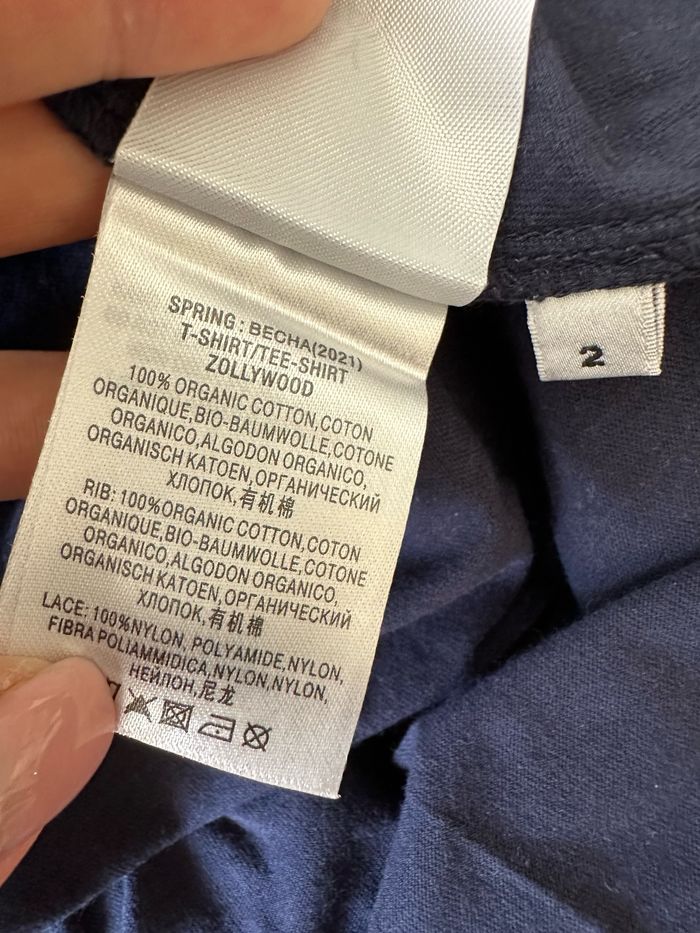 SPRING : ВЕСНА(2021)
T-SHIRT/TEE-SHIRT
ZOLLYWOOD
100% ORGANIC COTTON,COTON
ORGANIQUE,BIO-BAUMWOLLE,COTONE
ORGANICO,ALGODON ORGANICO,
ORGANISCH KATOEN,ОРГАНИЧЕСКИЙ
ХЛОПОК,有机棉
RIB: 100%ORGANIC COTTON,COTON
ORGANIQUE,BIO-BAUMWOLLE,COTONE
ORGANICO,ALGODON ORGANICO,
ORGANISCH KATOEN,ОРГАНИЧЕСКИЙ
ХЛОПОК,有机棉
LACE: 100%NYLON, POLYAMIDE,NYLON,
FIBRA POLIAMMIDICA,NYLON,NYLON,
НЕЙЛОН,尼龙
2